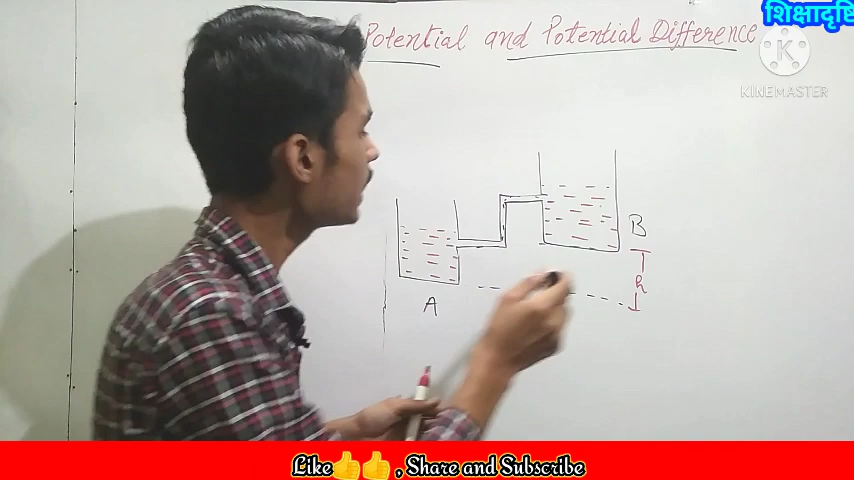 शिक्षादृष्टि
Potential and Potential Difference
KINEMASTER
B
h
A
Like👍👍 , Share and Subscribe